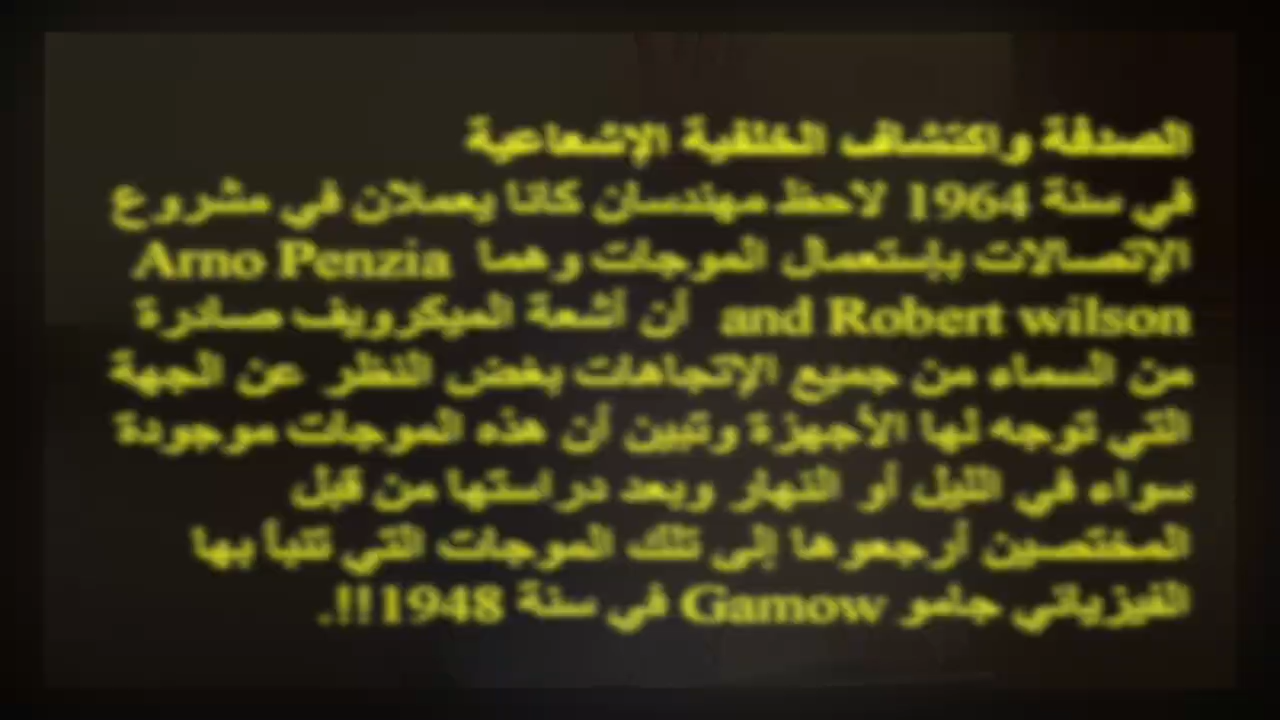 الصدفة واكتشاف الخلفية الإشعاعية
في سنة 1964 لاحظ مهندسان كانا يعملان في مشروع
الإتصالات بإستعمال الموجات وهما Arno Penzia
and Robert wilson أن أشعة الميكرويف صادرة
من السماء من جميع الإتجاهات بغض النظر عن الجهة
التي توجه لها الأجهزة وتبين أن هذه الموجات موجودة
سواء في الليل أو النهار وبعد دراستها من قبل
المختصين أرجعوها إلى تلك الموجات التي تنبأ بها
الفيزيائي جامو Gamow في سنة 1948!!.